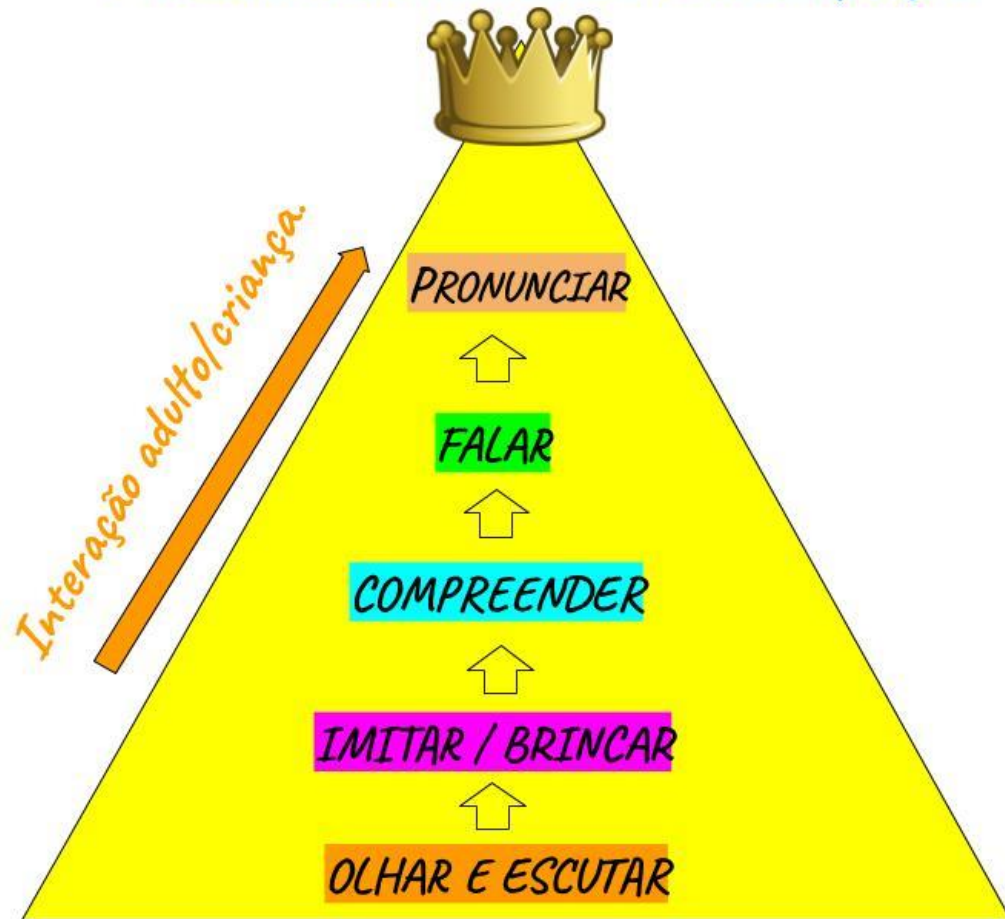 Interação adulto/criança.
PRONUNCIAR
FALAR
COMPREENDER
IMITAR / BRINCAR
OLHAR E ESCUTAR